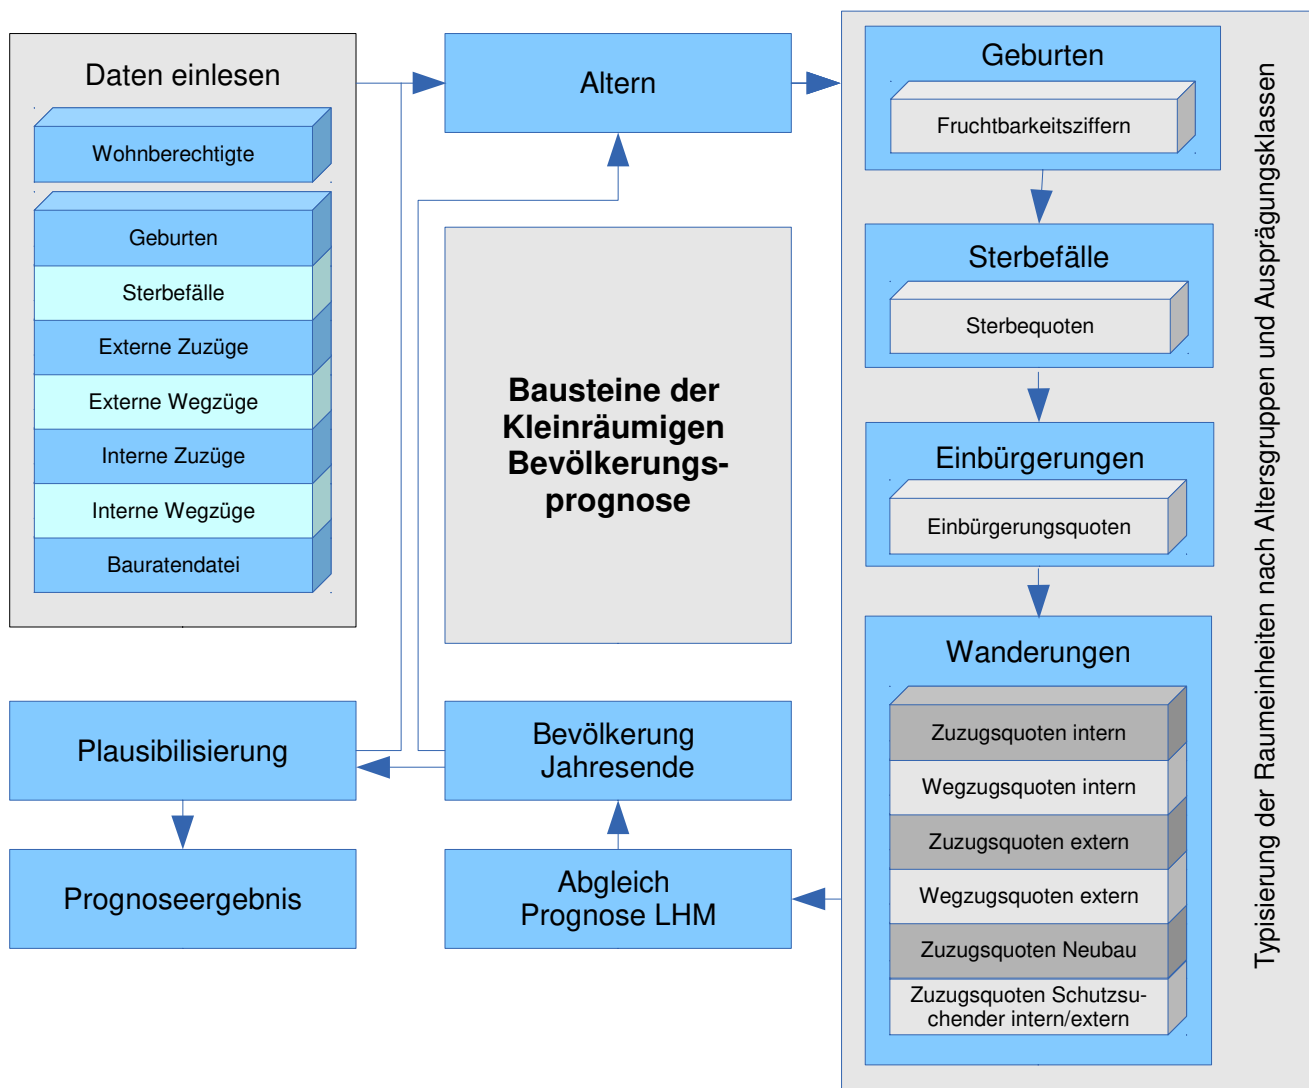 Daten einlesen
Wohnberechtigte
Geburten
Sterbefälle
Externe Zuzüge
Externe Wegzüge
Interne Zuzüge
Interne Wegzüge
Bauratendatei
Altern
Bausteine der
Kleinräumigen
Bevölkerungs-
prognose
Geburten
Fruchtbarkeitsziffern
Sterbefälle
Sterbequoten
Einbürgerungen
Einbürgerungsquoten
Wanderungen
Zuzugsquoten intern
Wegzugsquoten intern
Zuzugsquoten extern
Wegzugsquoten extern
Zuzugsquoten Neubau
Zuzugsquoten Schutzsu-
chender intern/extern
Typisierung der Raumeinheiten nach Altersgruppen und Ausprägungsklassen
Abgleich
Prognose LHM
Bevölkerung
Jahresende
Plausibilisierung
Prognoseergebnis